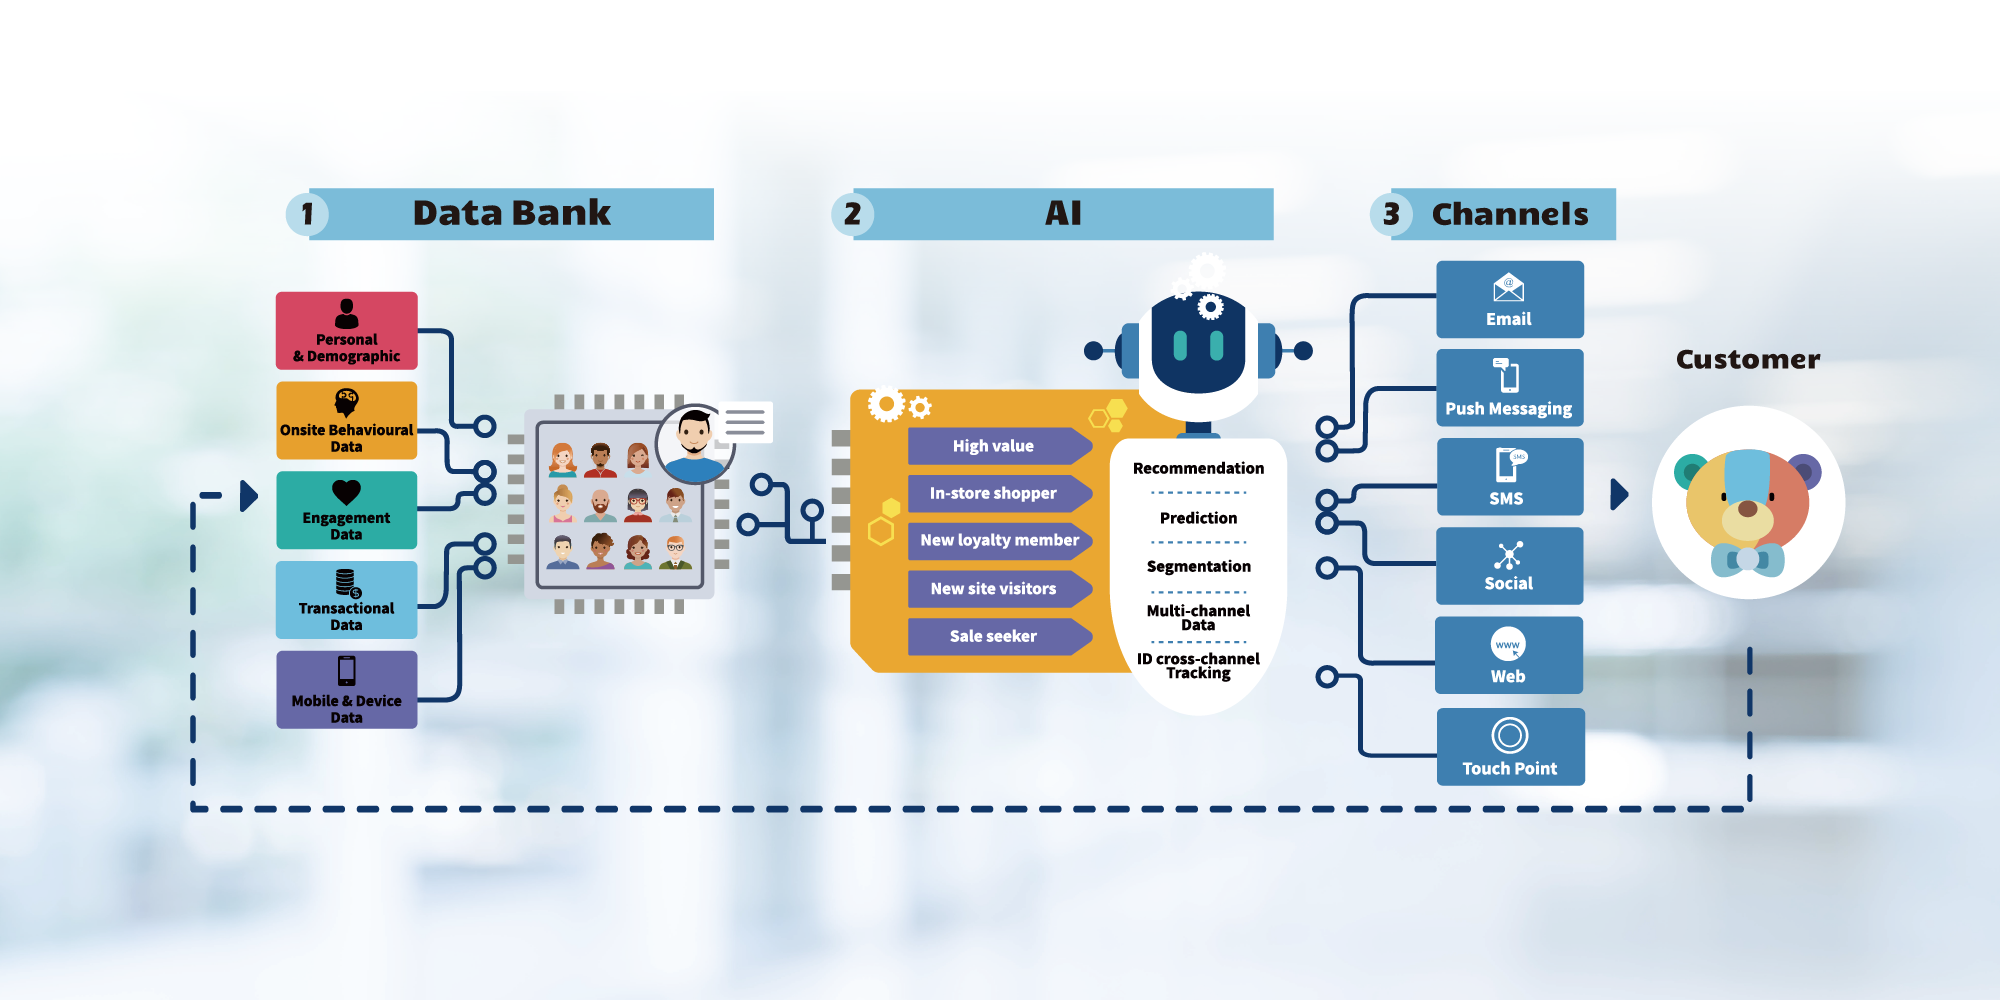 1
Data Bank
2
AI
3
Channels
Personal
& Demographic
Onsite Behavioural
Data
Engagement
Data
Transactional
Data
$
Mobile & Device
Data
High value
In-store shopper
New loyalty member
New site visitors
Sale seeker
Recommendation
Prediction
Segmentation
Multi-channel
Data
ID cross-channel
Tracking
@
Email
Push Messaging
SMS
SMS
Social
www
Web
Touch Point
Customer